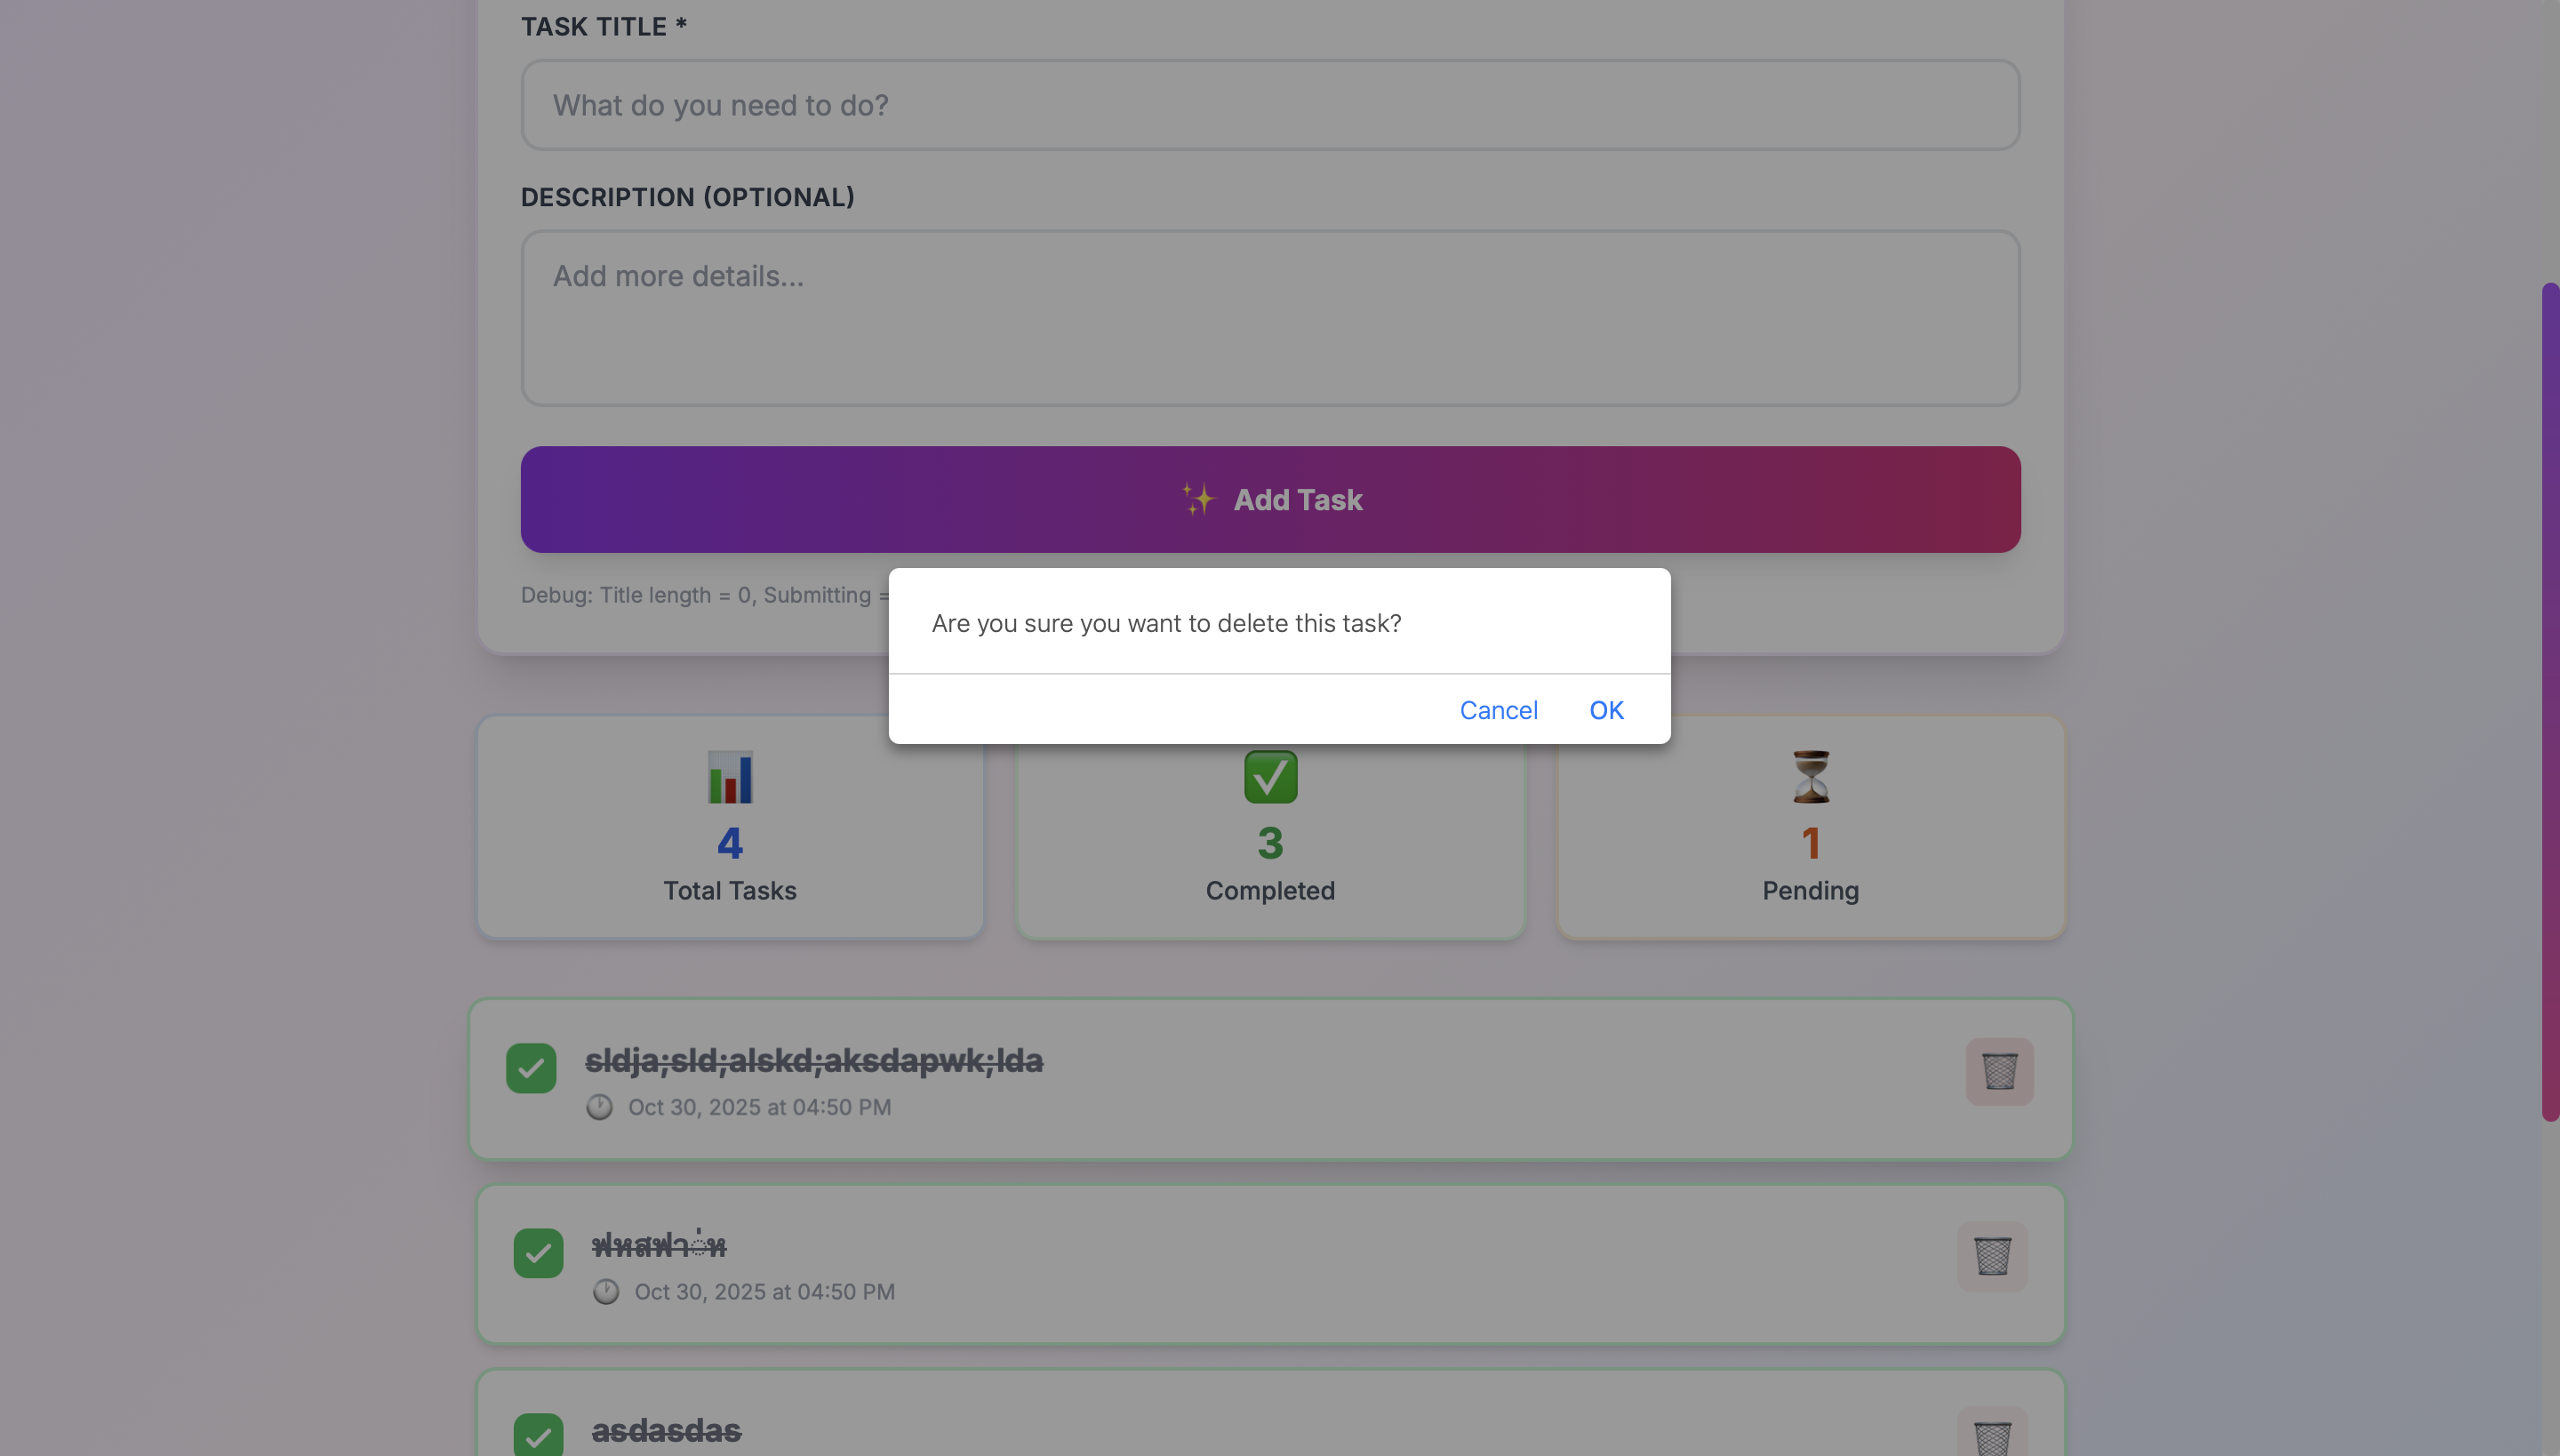 TASK TITLE *
What do you need to do?
DESCRIPTION (OPTIONAL)
Add more details...
✨ Add Task
Debug: Title length = 0, Submitting =
Are you sure you want to delete this task?
Cancel OK
4
Total Tasks
3
Completed
1
Pending
sldja;sld;alskd;aksdapwk;lda
Oct 30, 2025 at 04:50 PM
ฟหสฟา่ห
Oct 30, 2025 at 04:50 PM
asdasdas